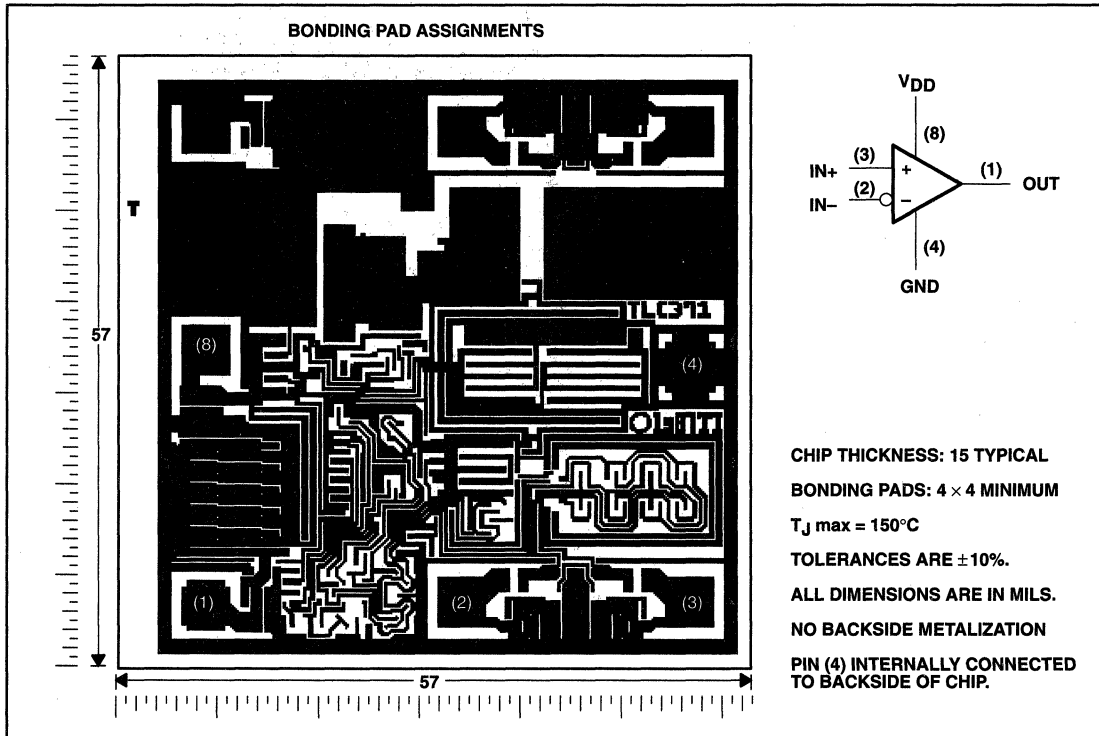 BONDING PAD ASSIGNMENTS
T
57
(8)
TLC371
(4)
(1)
(2)
(3)
57
VDD
(8)
(3)
IN+
+
(1)
OUT
(2)
IN–
–
(4)
GND
CHIP THICKNESS: 15 TYPICAL
BONDING PADS: 4 × 4 MINIMUM
TJ max = 150°C
TOLERANCES ARE ±10%.
ALL DIMENSIONS ARE IN MILS.
NO BACKSIDE METALIZATION
PIN (4) INTERNALLY CONNECTED
TO BACKSIDE OF CHIP.